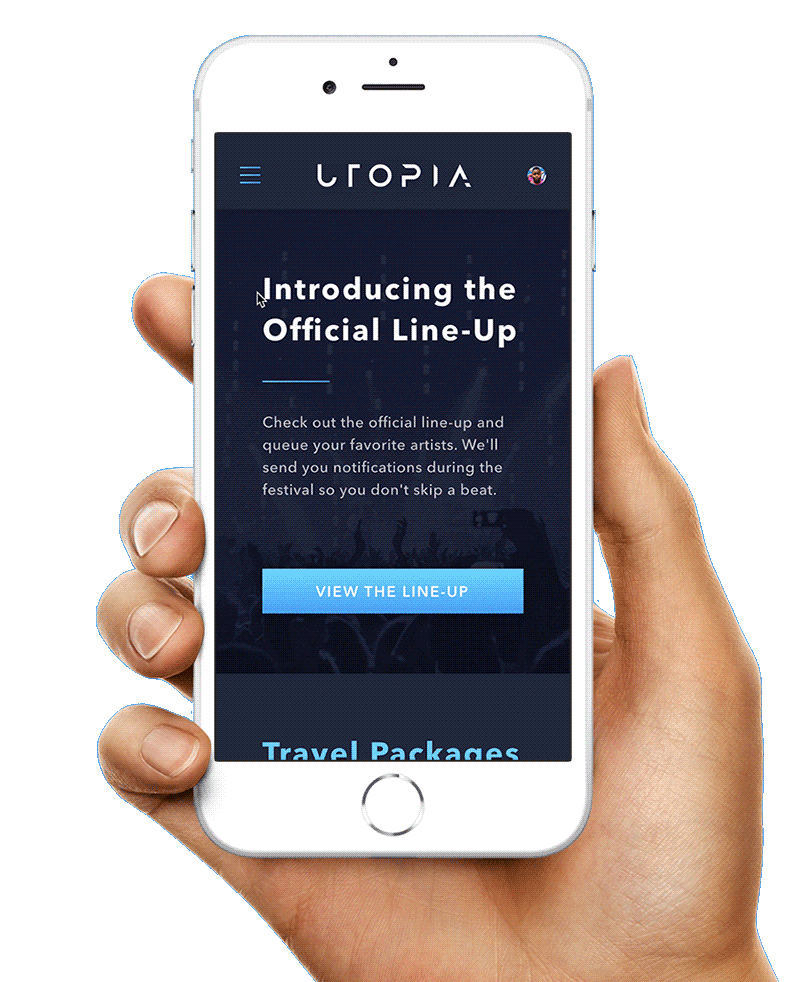 UTOPIA
Introducing the
Official Line-Up
Check out the official line-up and
queue your favorite artists. We'll
send you notifications during the
festival so you don't skip a beat.
VIEW THE LINE-UP
Travel Packages